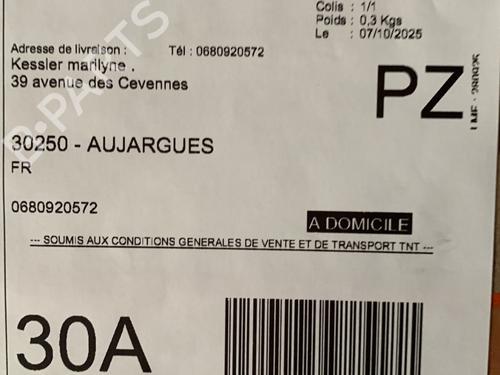 Colis : 1/1
Poids : 0,3 Kgs
Le : 07/10/2025
Adresse de livraison : Tél : 0680920572
Kessler marilyne .
39 avenue des Cevennes
PZ
30250 - AUJARGUES
FR
0680920572
A DOMICILE
--- SOUMIS AUX CONDITIONS GENERALES DE VENTE ET DE TRANSPORT TNT ---
30A
B-PARTS